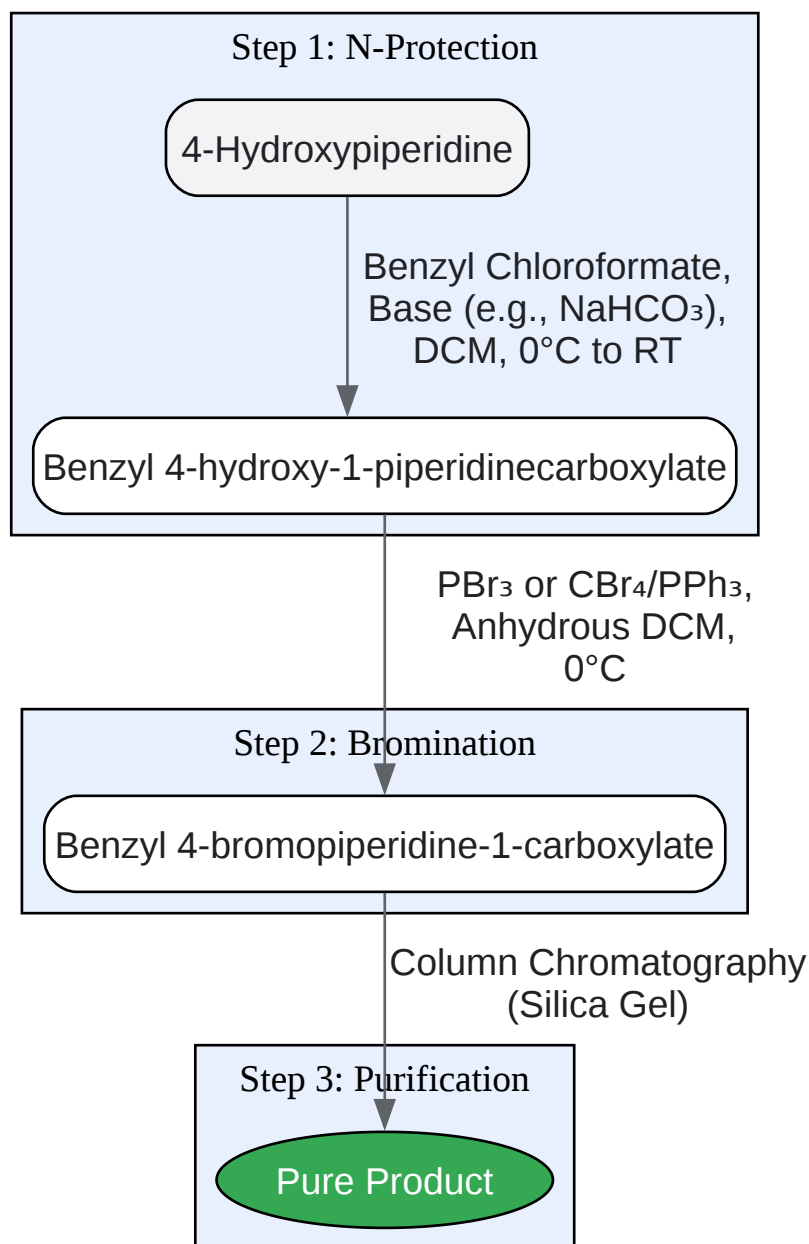 Step 1: N-Protection
4-Hydroxypiperidine
Benzyl Chloroformate,
Base (e.g., NaHCO₃),
DCM, 0°C to RT
Benzyl 4-hydroxy-1-piperidinecarboxylate
PBr₃ or CBr₄/PPh₃,
Anhydrous DCM,
0°C
Step 2: Bromination
Benzyl 4-bromopiperidine-1-carboxylate
Column Chromatography
(Silica Gel)
Step 3: Purification
Pure Product